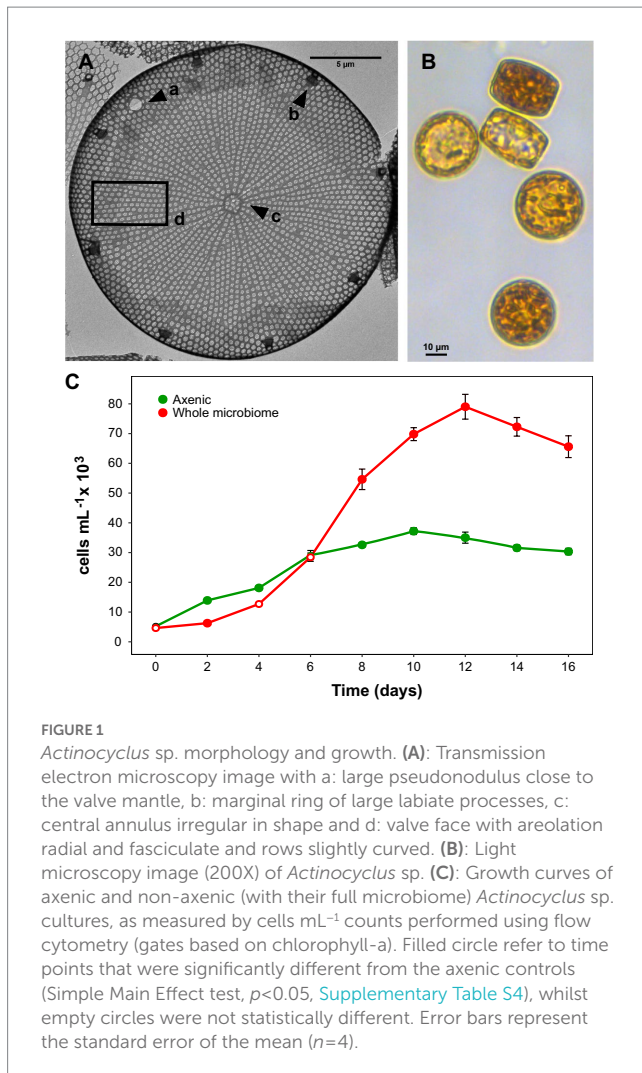 A
5 µm
a
b
c
d
B
10 µm
C
Axenic
Whole microbiome
cells mL ⁻¹x 10³
80
70
60
50
40
30
20
10
0
0 2 4 6 8 10 12 14 16
Time (days)
FIGURE 1
Actinocyclus sp. morphology and growth. (A): Transmission
electron microscopy image with a: large pseudonodulus close to
the valve mantle, b: marginal ring of large labiate processes, c:
central annulus irregular in shape and d: valve face with areolation
radial and fasciculate and rows slightly curved. (B): Light
microscopy image (200X) of Actinocyclus sp. (C): Growth curves of
axenic and non-axenic (with their full microbiome) Actinocyclus sp.
cultures, as measured by cells mL⁻¹ counts performed using flow
cytometry (gates based on chlorophyll-a). Filled circle refer to time
points that were significantly different from the axenic controls
(Simple Main Effect test, p<0.05, Supplementary Table S4), whilst
empty circles were not statistically different. Error bars represent
the standard error of the mean (n=4).